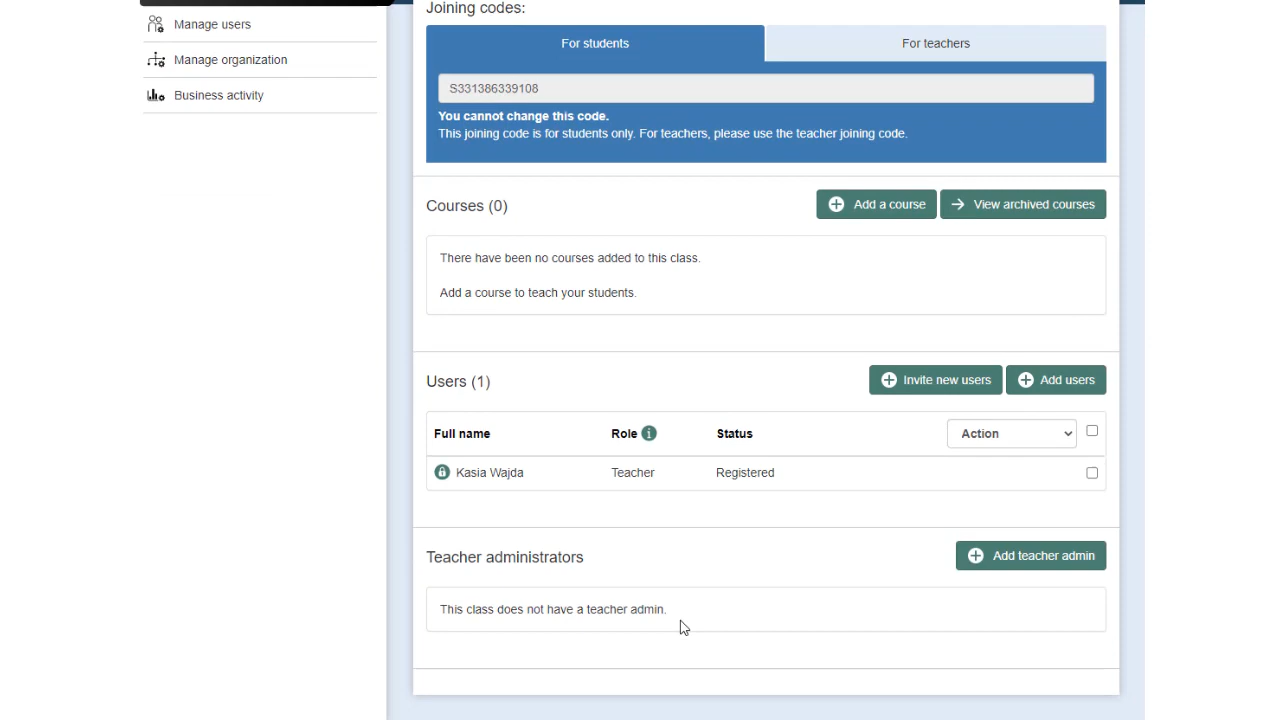 Manage users
Manage organization
Business activity
Joining codes:
For students
For teachers
S331386339108
You cannot change this code.
This joining code is for students only. For teachers, please use the teacher joining code.
Courses (0)
Add a course
View archived courses
There have been no courses added to this class.
Add a course to teach your students.
Users (1)
Invite new users
Add users
Full name Role Status Action
Kasia Wajda Teacher Registered
Teacher administrators
Add teacher admin
This class does not have a teacher admin.